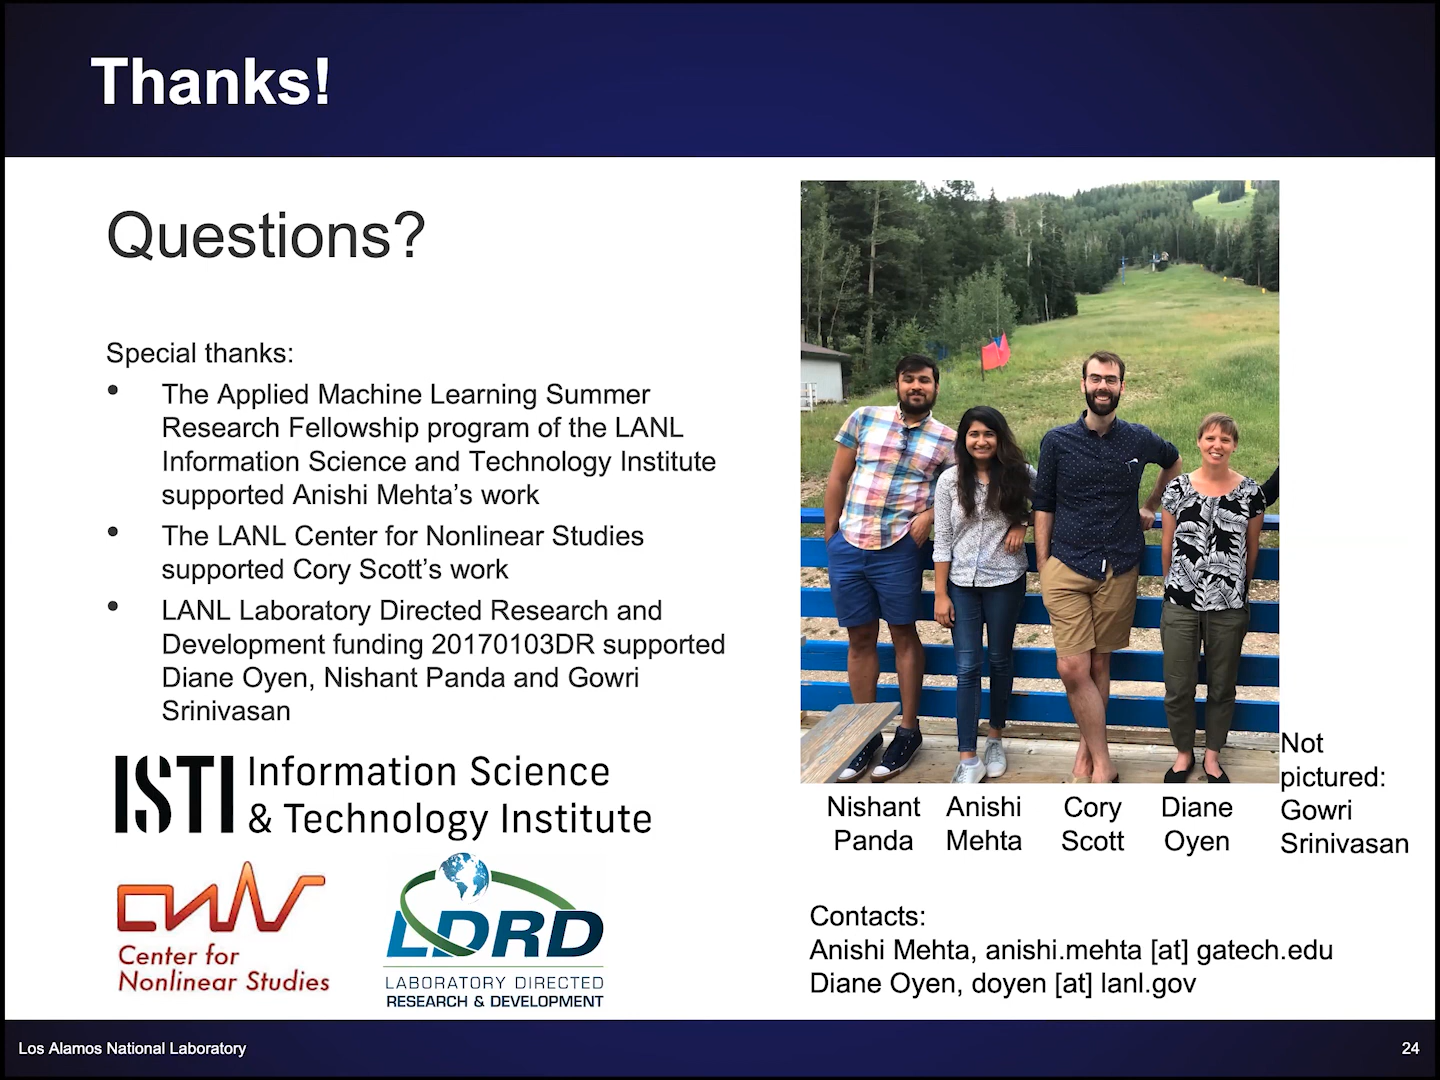 Thanks!
Questions?
Special thanks:
• The Applied Machine Learning Summer
Research Fellowship program of the LANL
Information Science and Technology Institute
supported Anishi Mehta’s work
• The LANL Center for Nonlinear Studies
supported Cory Scott’s work
• LANL Laboratory Directed Research and
Development funding 20170103DR supported
Diane Oyen, Nishant Panda and Gowri
Srinivasan
ISTI Information Science
& Technology Institute
CNLS
Center for
Nonlinear Studies
LDRD
LABORATORY DIRECTED
RESEARCH & DEVELOPMENT
Nishant Panda
Anishi Mehta
Cory Scott
Diane Oyen
Not
pictured:
Gowri
Srinivasan
Contacts:
Anishi Mehta, anishi.mehta [at] gatech.edu
Diane Oyen, doyen [at] lanl.gov
Los Alamos National Laboratory
24